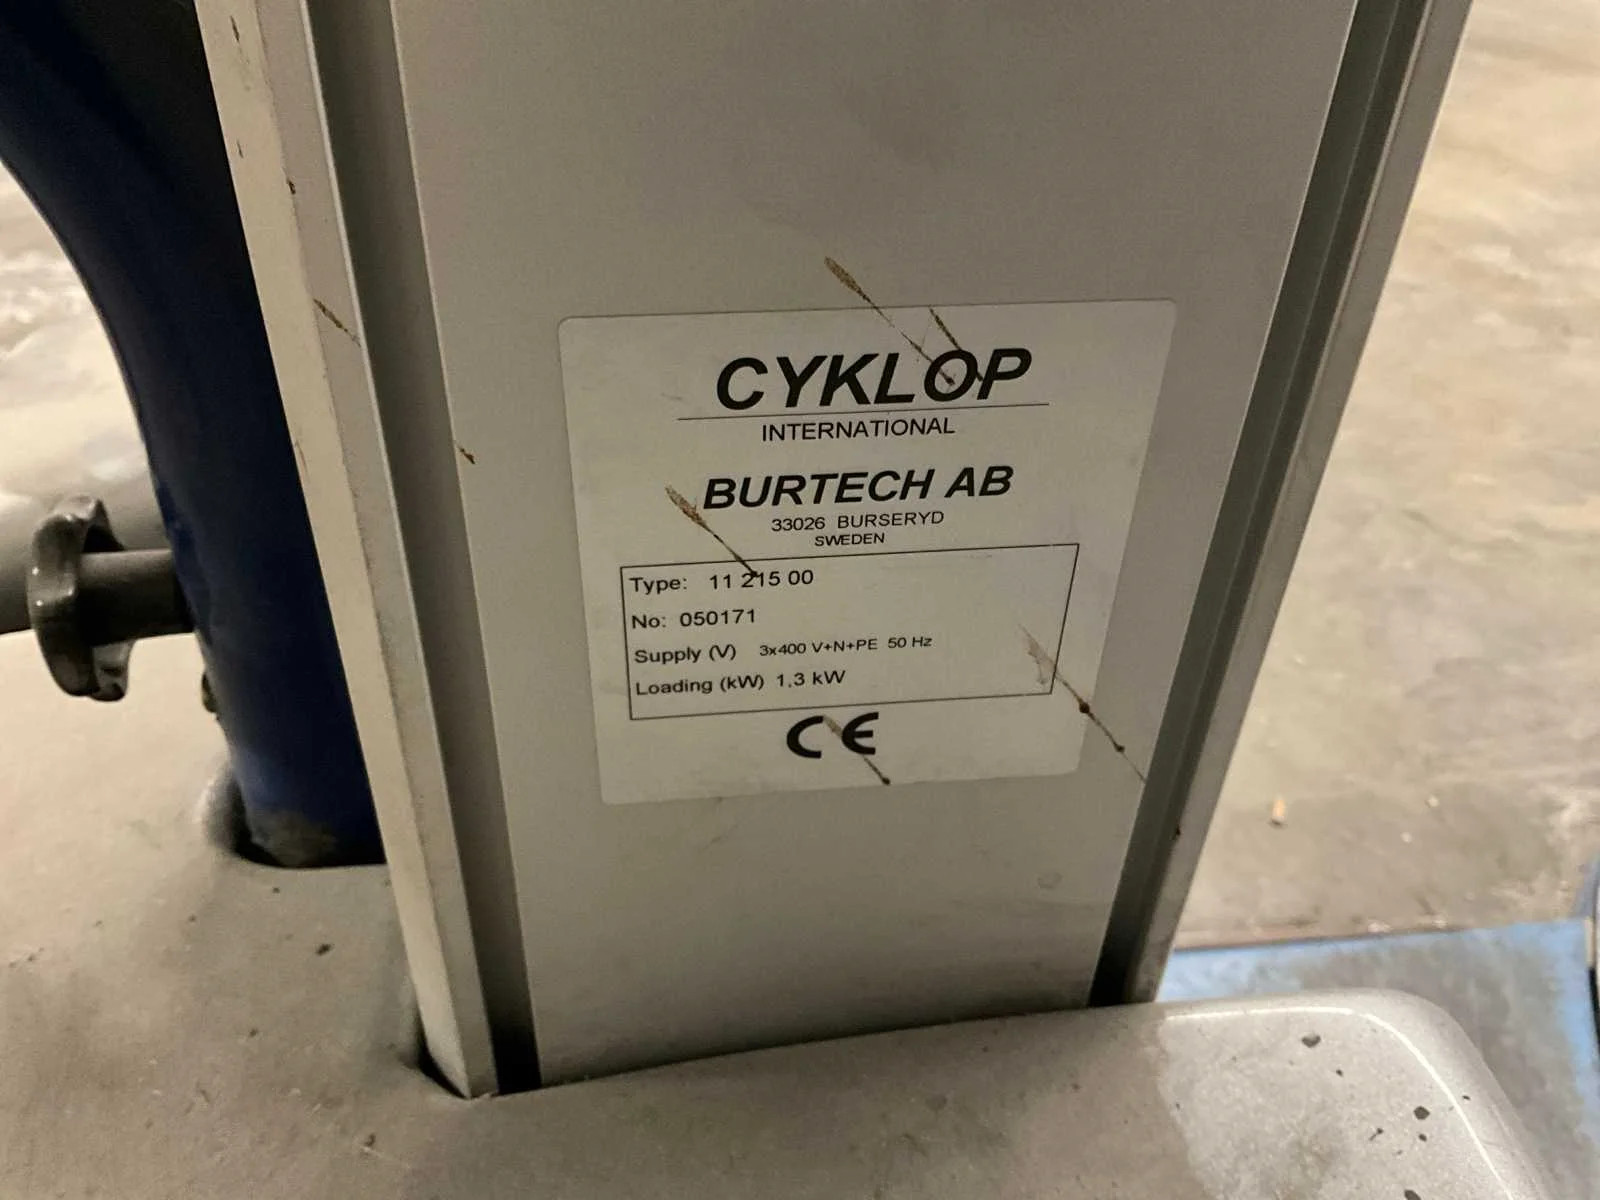 CYKLOP
INTERNATIONAL
BURTECH AB
33026 BURSERYD
SWEDEN
Type: 11 215 00
No: 050171
Supply (V) 3x400 V+N+PE 50 Hz
Loading (kW) 1,3 kW
CE